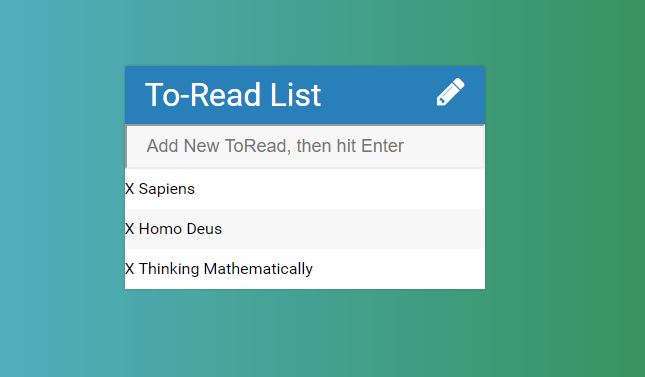 To-Read List
Add New ToRead, then hit Enter
X Sapiens
X Homo Deus
X Thinking Mathematically